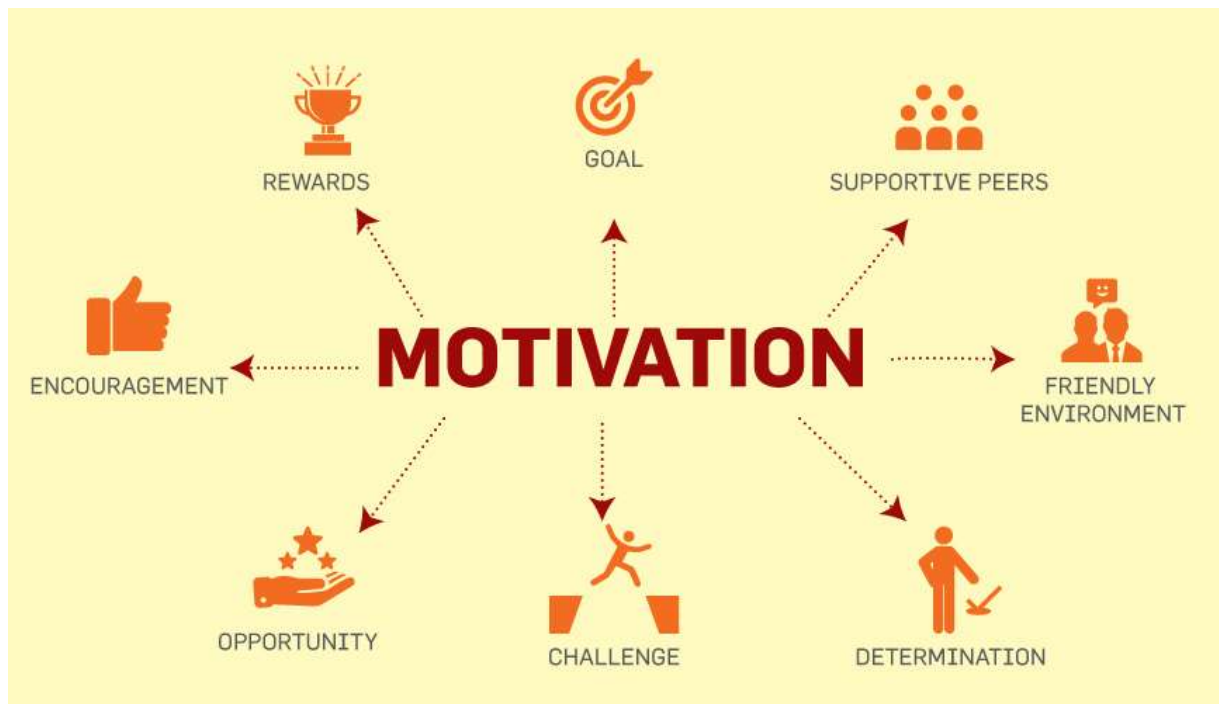 GOAL
REWARDS
SUPPORTIVE PEERS
MOTIVATION
ENCOURAGEMENT
FRIENDLY
ENVIRONMENT
OPPORTUNITY
CHALLENGE
DETERMINATION